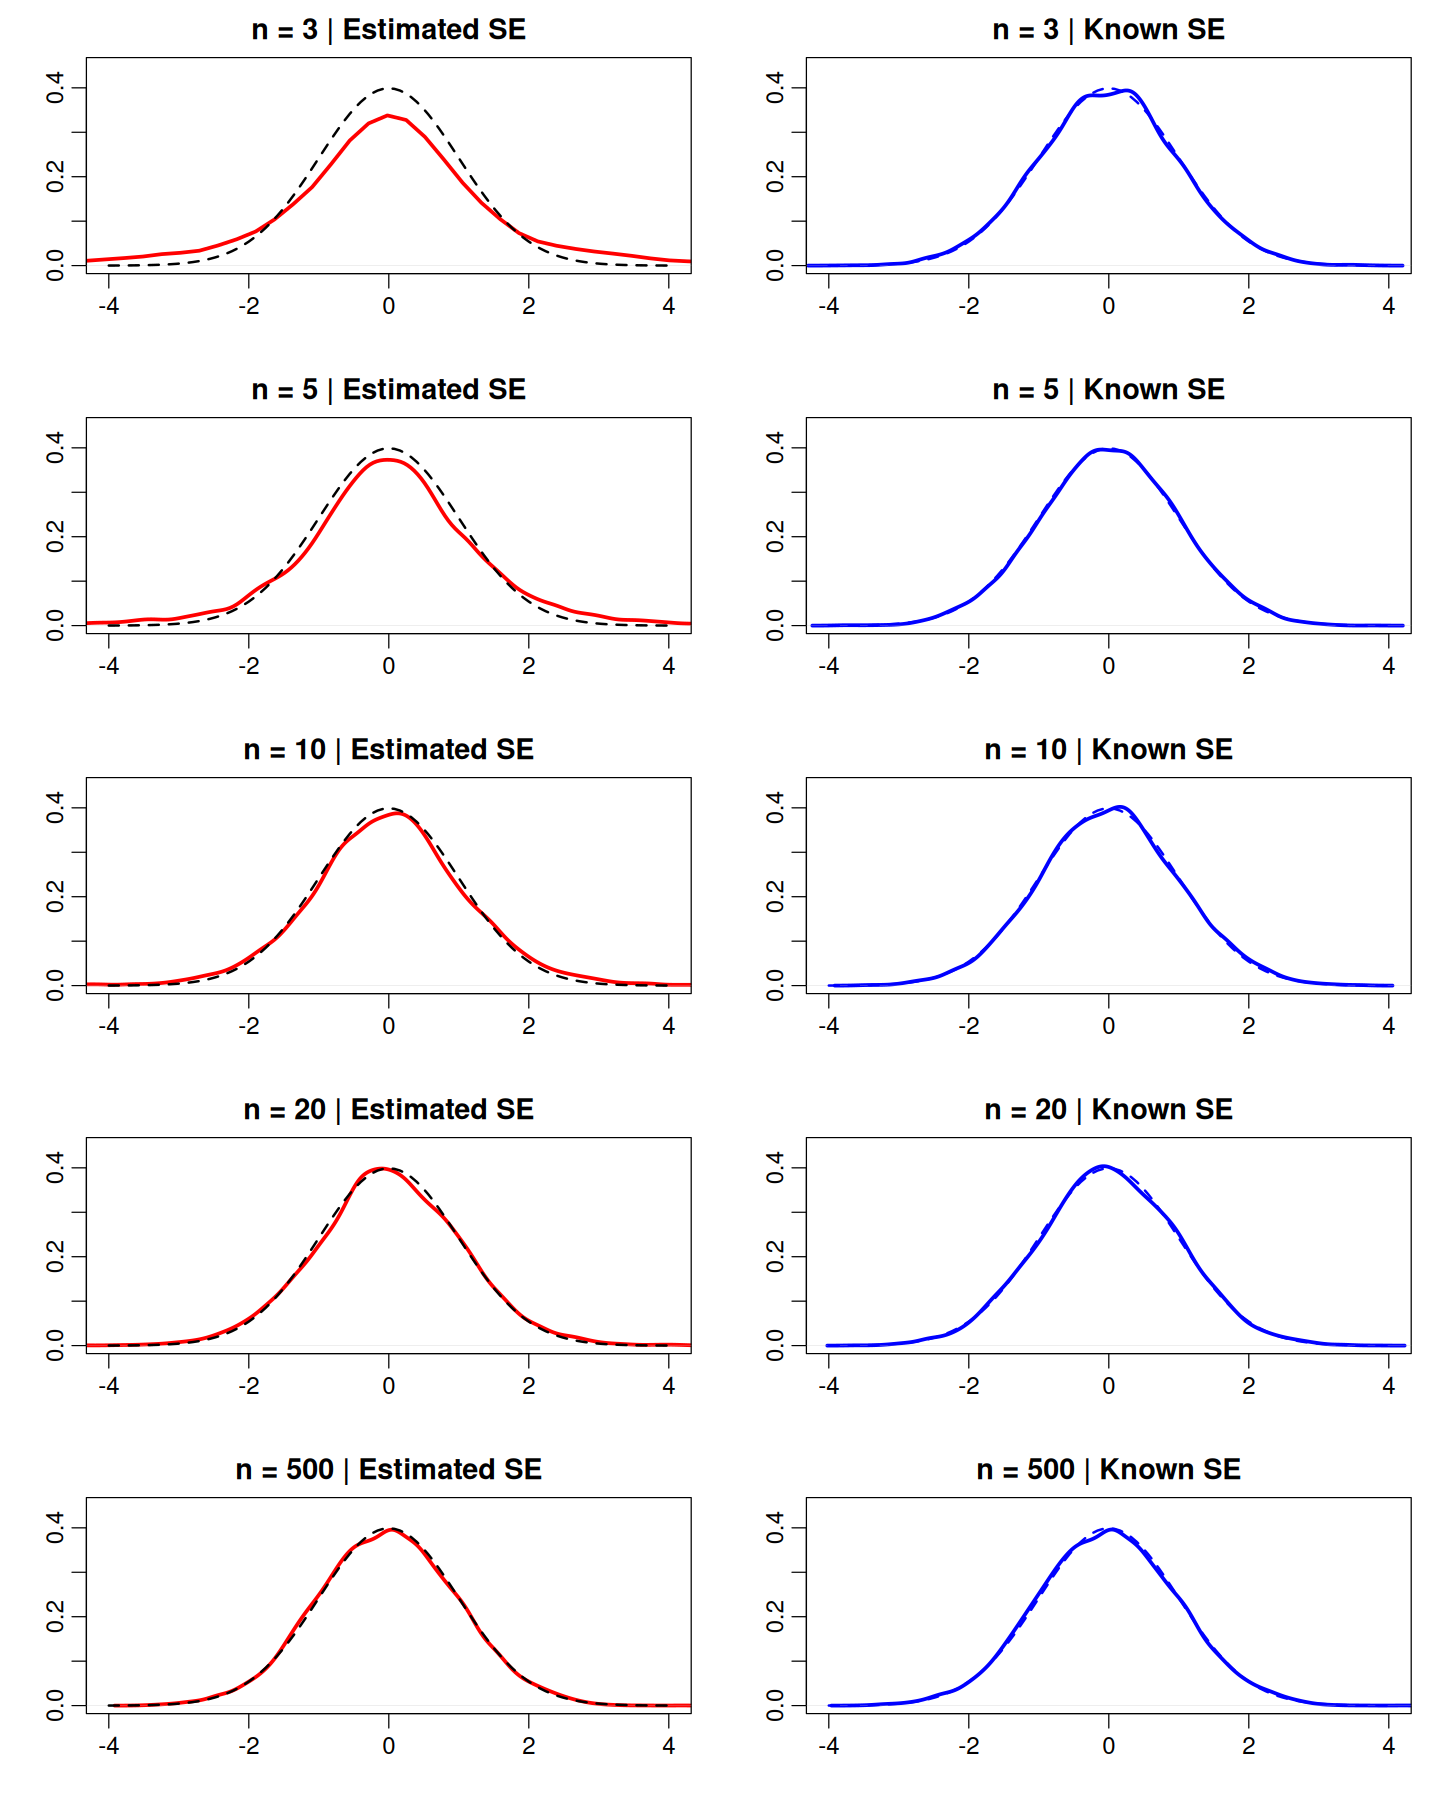 n = 3 | Estimated SE
0.0 0.2 0.4
-4 -2 0 2 4
n = 3 | Known SE
0.0 0.2 0.4
-4 -2 0 2 4
n = 5 | Estimated SE
0.0 0.2 0.4
-4 -2 0 2 4
n = 5 | Known SE
0.0 0.2 0.4
-4 -2 0 2 4
n = 10 | Estimated SE
0.0 0.2 0.4
-4 -2 0 2 4
n = 10 | Known SE
0.0 0.2 0.4
-4 -2 0 2 4
n = 20 | Estimated SE
0.0 0.2 0.4
-4 -2 0 2 4
n = 20 | Known SE
0.0 0.2 0.4
-4 -2 0 2 4
n = 500 | Estimated SE
0.0 0.2 0.4
-4 -2 0 2 4
n = 500 | Known SE
0.0 0.2 0.4
-4 -2 0 2 4